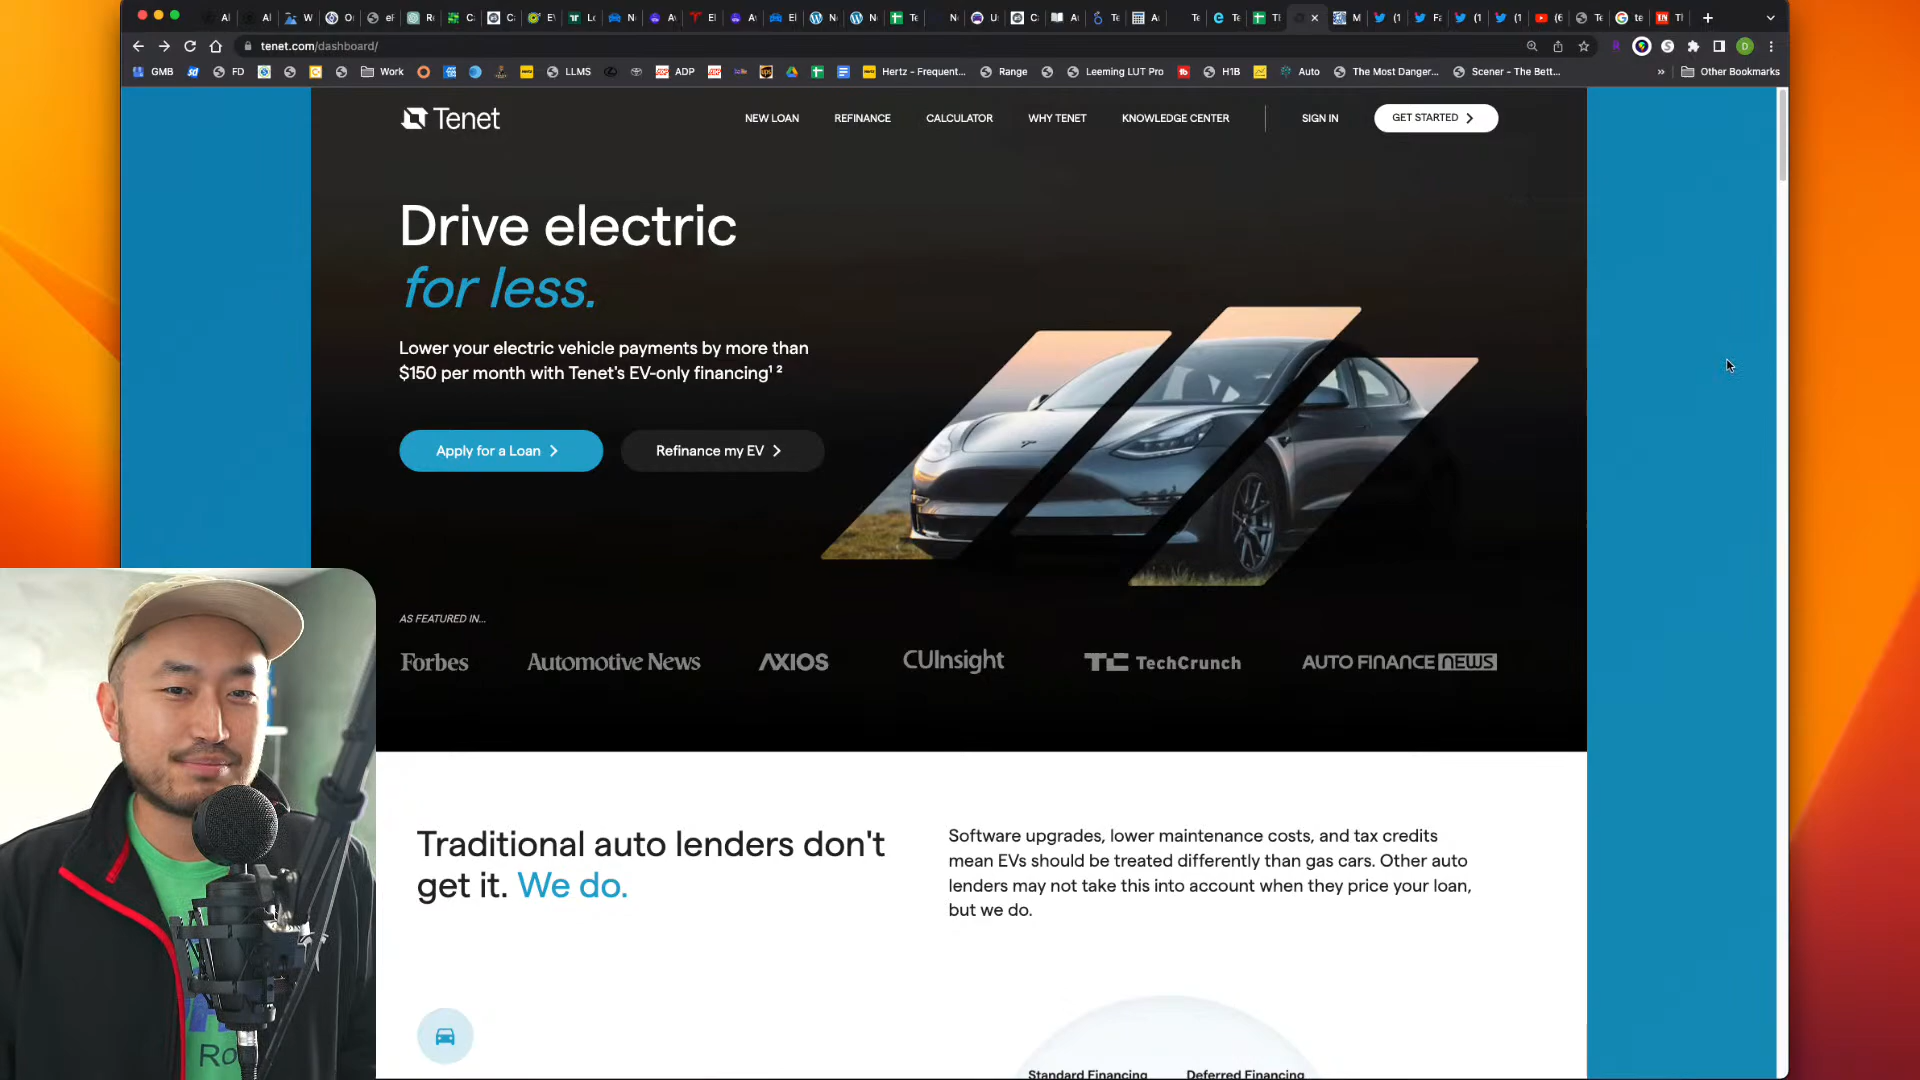 tenet.com/dashboard/
GMB
FD
Work
LLMS
ADP
Hertz - Frequent...
Range
Leeming LUT Pro
H1B
Auto
The Most Danger...
Scener - The Bett...
»
Other Bookmarks
Tenet
NEW LOAN
REFINANCE
CALCULATOR
WHY TENET
KNOWLEDGE CENTER
SIGN IN
GET STARTED
Drive electric
for less.
Lower your electric vehicle payments by more than
$150 per month with Tenet's EV-only financing¹ ²
Apply for a Loan
Refinance my EV
AS FEATURED IN...
Forbes
Automotive News
AXIOS
CUInsight
TC TechCrunch
AUTO FINANCE NEWS
Traditional auto lenders don't
get it. We do.
Software upgrades, lower maintenance costs, and tax credits
mean EVs should be treated differently than gas cars. Other auto
lenders may not take this into account when they price your loan,
but we do.
Standard Financing
Deferred Financing
Ro